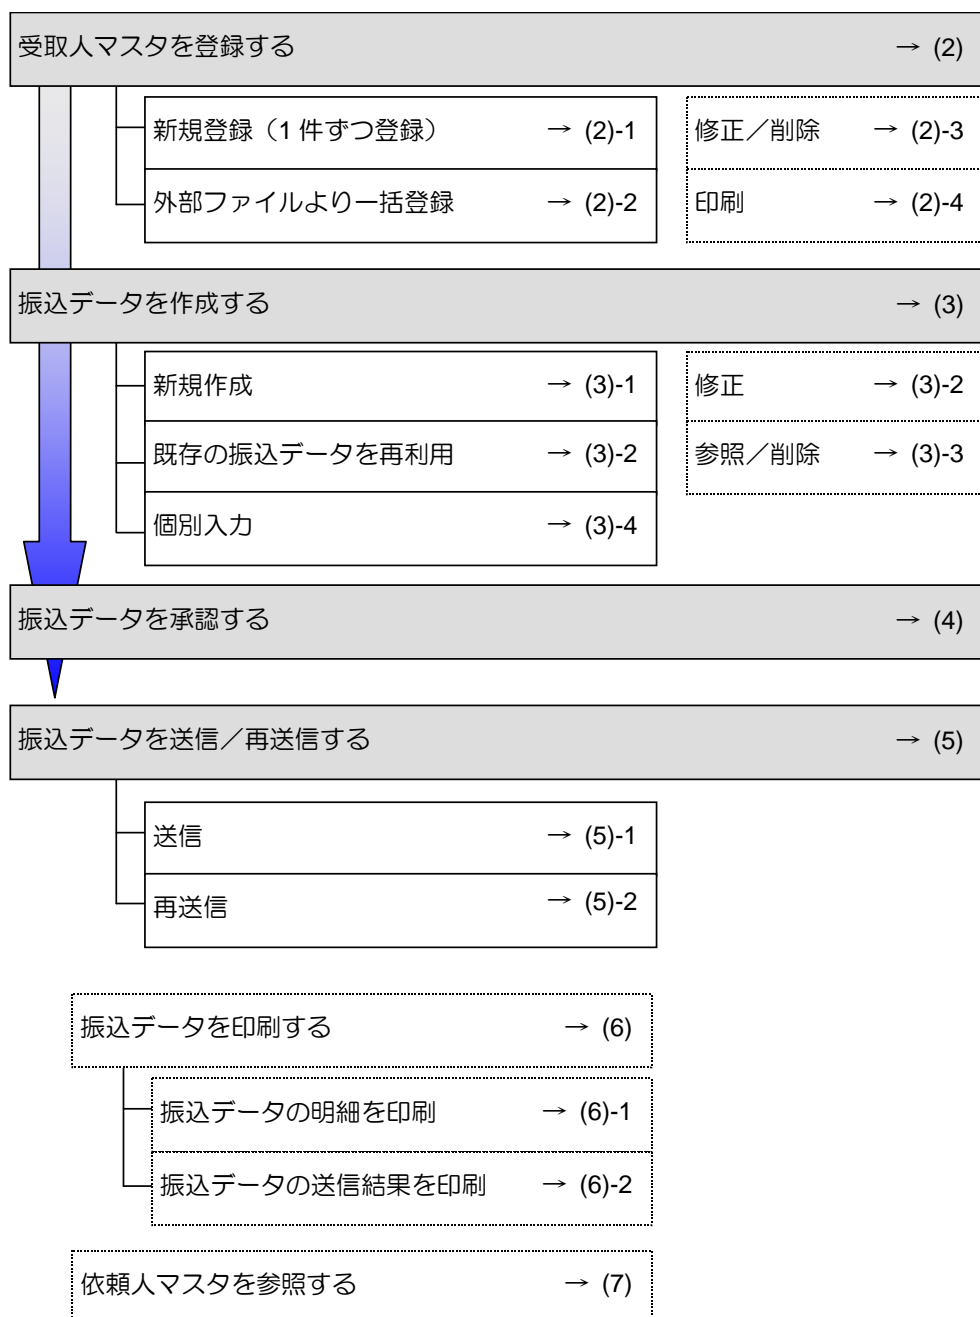 受取人マスタを登録する → (2)
新規登録（1 件ずつ登録） → (2)-1
修正／削除 → (2)-3
外部ファイルより一括登録 → (2)-2
印刷 → (2)-4
振込データを作成する → (3)
新規作成 → (3)-1
修正 → (3)-2
既存の振込データを再利用 → (3)-2
参照／削除 → (3)-3
個別入力 → (3)-4
振込データを承認する → (4)
振込データを送信／再送信する → (5)
送信 → (5)-1
再送信 → (5)-2
振込データを印刷する → (6)
振込データの明細を印刷 → (6)-1
振込データの送信結果を印刷 → (6)-2
依頼人マスタを参照する → (7)